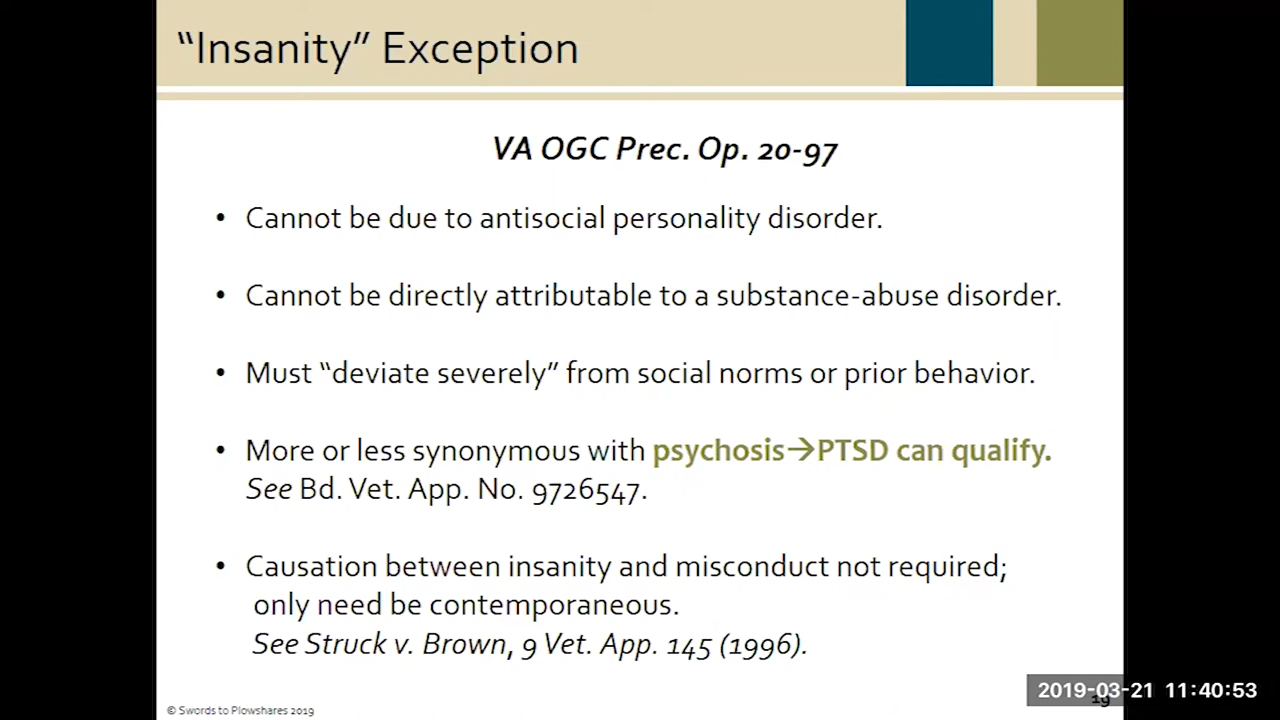 “Insanity” Exception
VA OGC Prec. Op. 20-97
• Cannot be due to antisocial personality disorder.
• Cannot be directly attributable to a substance-abuse disorder.
• Must “deviate severely” from social norms or prior behavior.
• More or less synonymous with psychosis→PTSD can qualify.
See Bd. Vet. App. No. 9726547.
• Causation between insanity and misconduct not required;
only need be contemporaneous.
See Struck v. Brown, 9 Vet. App. 145 (1996).
2019-03-21 11:40:53
19
© Swords to Plowshares 2019